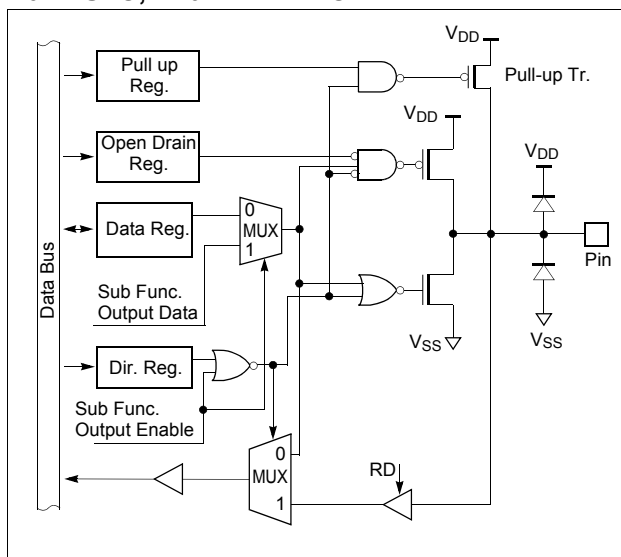 VDD
Pull up
Reg.
Pull-up Tr.
VDD
Open Drain
Reg.
VDD
0
Data Reg.
MUX
1
Pin
Data Bus
Sub Func.
Output Data
VSS
VSS
Dir. Reg.
Sub Func.
Output Enable
0
MUX
RD
1